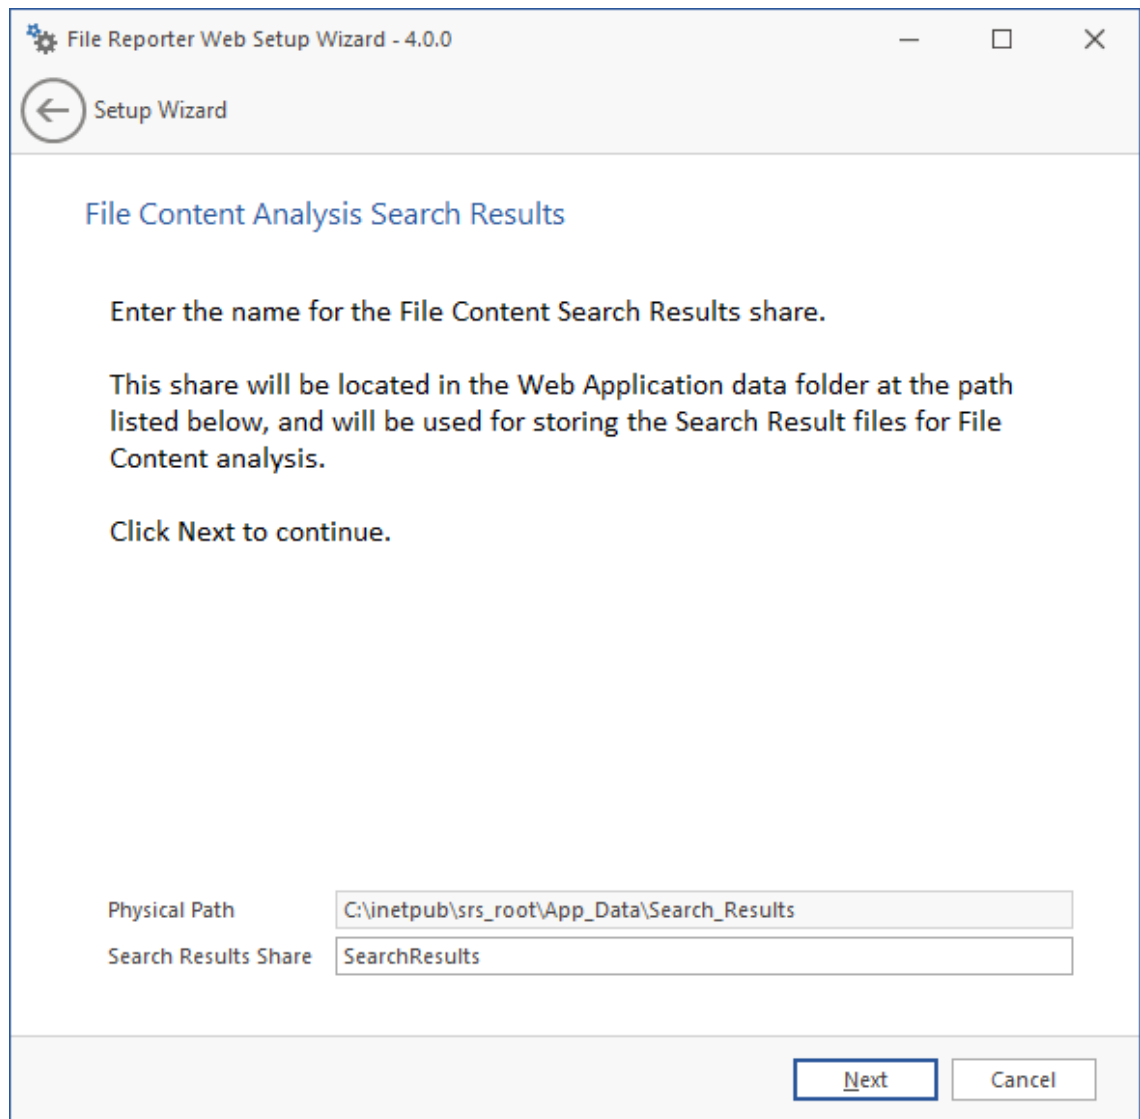 File Reporter Web Setup Wizard - 4.0.0
Setup Wizard
File Content Analysis Search Results
Enter the name for the File Content Search Results share.
This share will be located in the Web Application data folder at the path
listed below, and will be used for storing the Search Result files for File
Content analysis.
Click Next to continue.
Physical Path C:\inetpub\srs_root\App_Data\Search_Results
Search Results Share SearchResults
Next Cancel